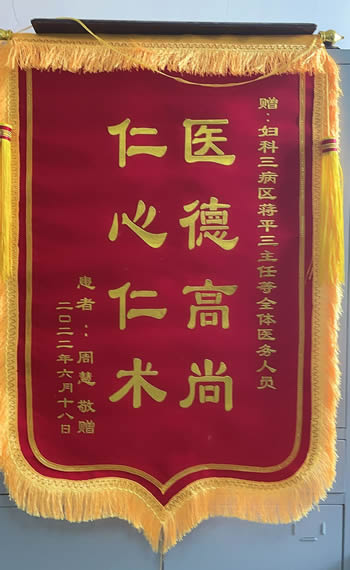 赠：妇科三病区蒋平三主任等全体医务人员
医德高尚
仁心仁术
患者：周慧 敬赠
二〇二二年六月十八日